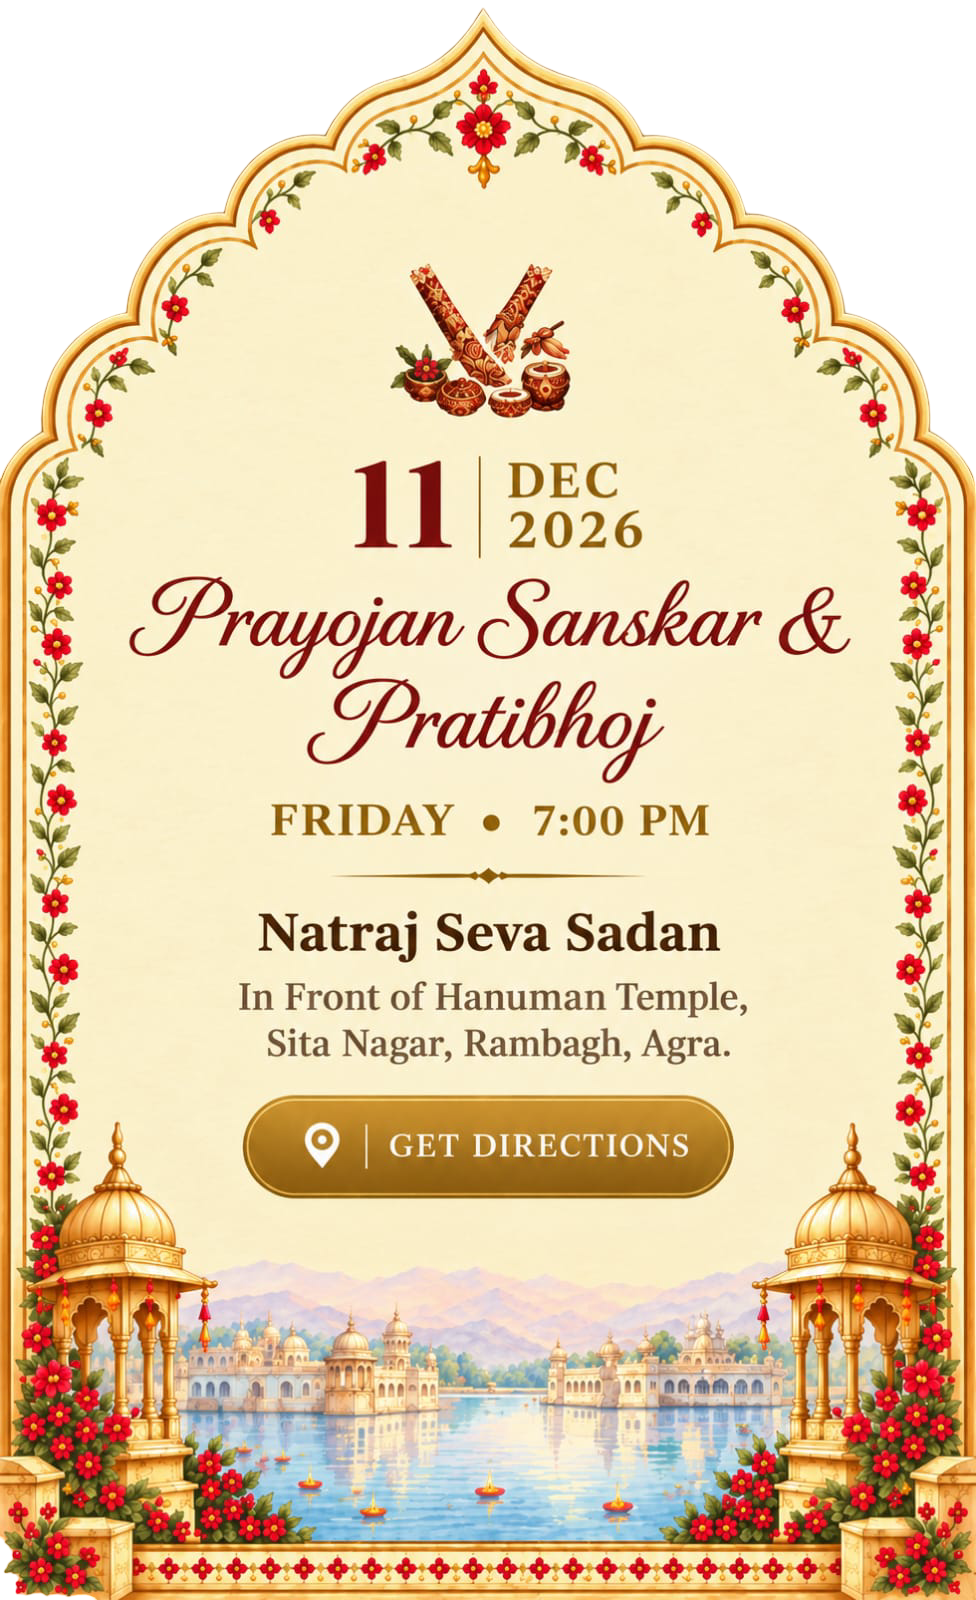 11
DEC
2026
Prayojan Sanskar &
Pratibhoj
FRIDAY • 7:00 PM
Natraj Seva Sadan
In Front of Hanuman Temple,
Sita Nagar, Rambagh, Agra.
GET DIRECTIONS